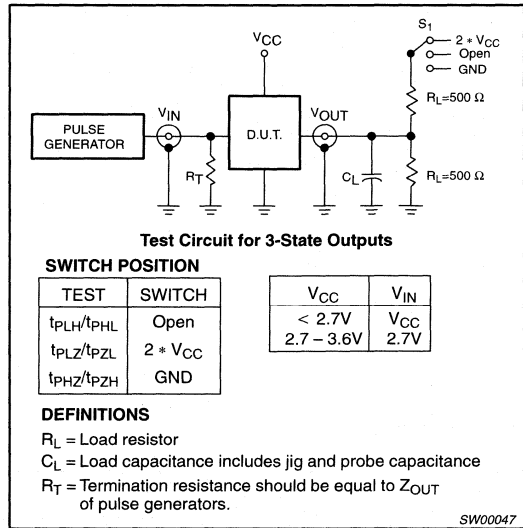 S1
2 * VCC
Open
GND
VCC
RL=500 Ω
VIN
VOUT
PULSE
GENERATOR
D.U.T.
RT
CL
RL=500 Ω
Test Circuit for 3-State Outputs
SWITCH POSITION
TEST SWITCH
tPLH/tPHL Open
tPLZ/tPZL 2 * VCC
tPHZ/tPZH GND
VCC VIN
< 2.7V VCC
2.7 – 3.6V 2.7V
DEFINITIONS
RL = Load resistor
CL = Load capacitance includes jig and probe capacitance
RT = Termination resistance should be equal to ZOUT
of pulse generators.
SW00047